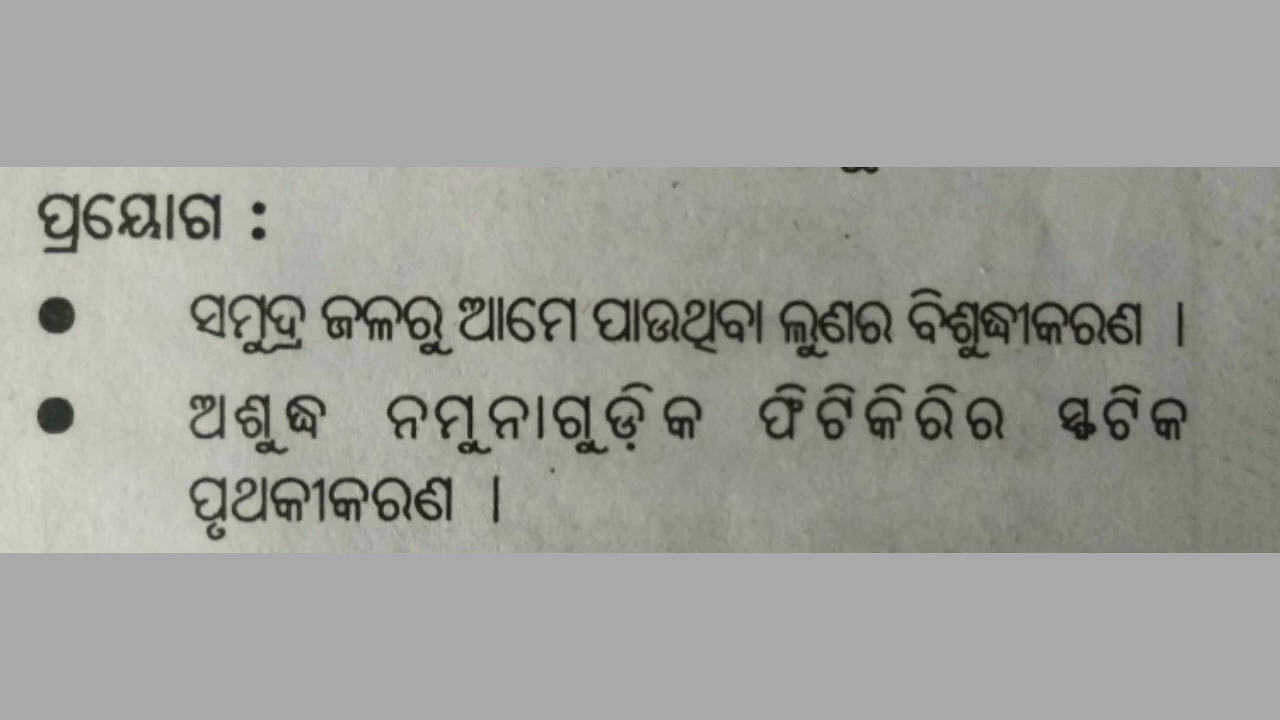 ପ୍ରୟୋଗ :
● ସମୁଦ୍ର ଜଳରୁ ଆମେ ପାଉଥିବା ଲୁଣର ବିଶୁଦ୍ଧୀକରଣ ।
● ଅଶୁଦ୍ଧ ନମୁନାଗୁଡ଼ିକ ଫିଟିକିରିର ସ୍ଫଟିକ
ପୃଥକୀକରଣ ।